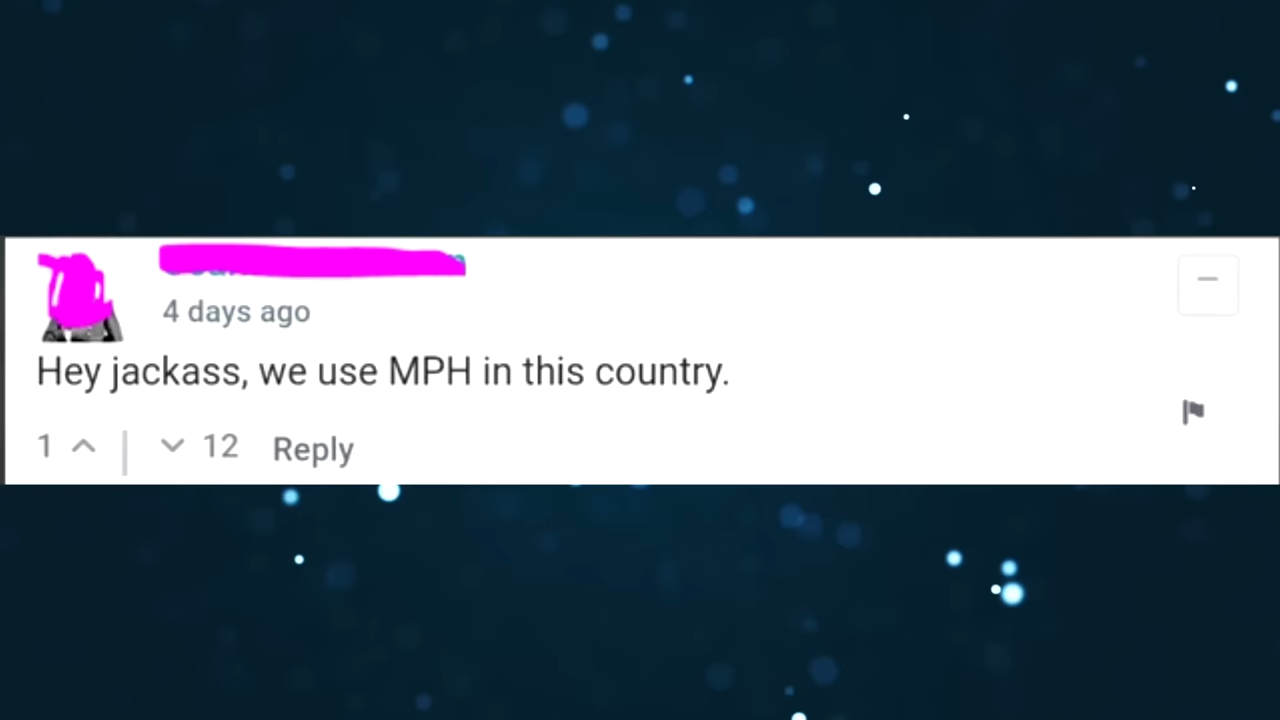 4 days ago
Hey jackass, we use MPH in this country.
1 12 Reply